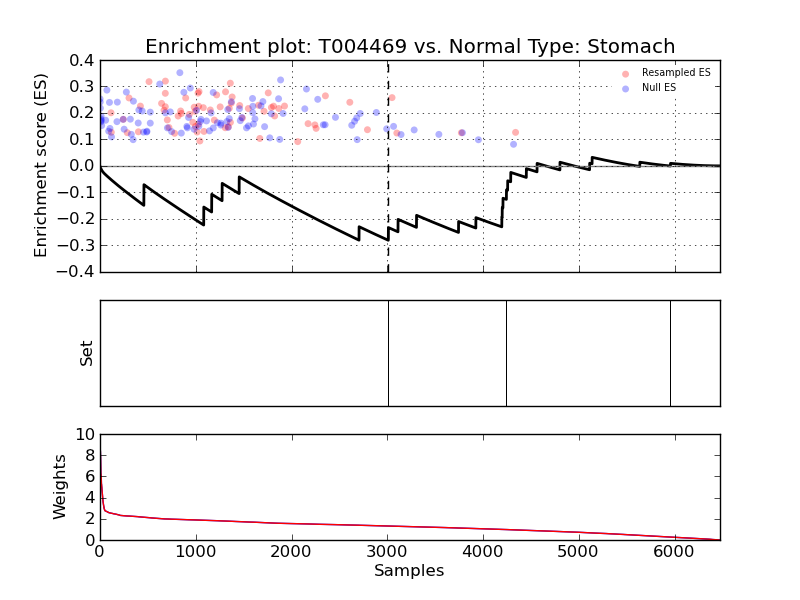 Enrichment plot: T004469 vs. Normal Type: Stomach
Enrichment score (ES)
0.4
0.3
0.2
0.1
0.0
−0.1
−0.2
−0.3
−0.4
Resampled ES
Null ES
Set
Weights
10
8
6
4
2
0
0 1000 2000 3000 4000 5000 6000
Samples